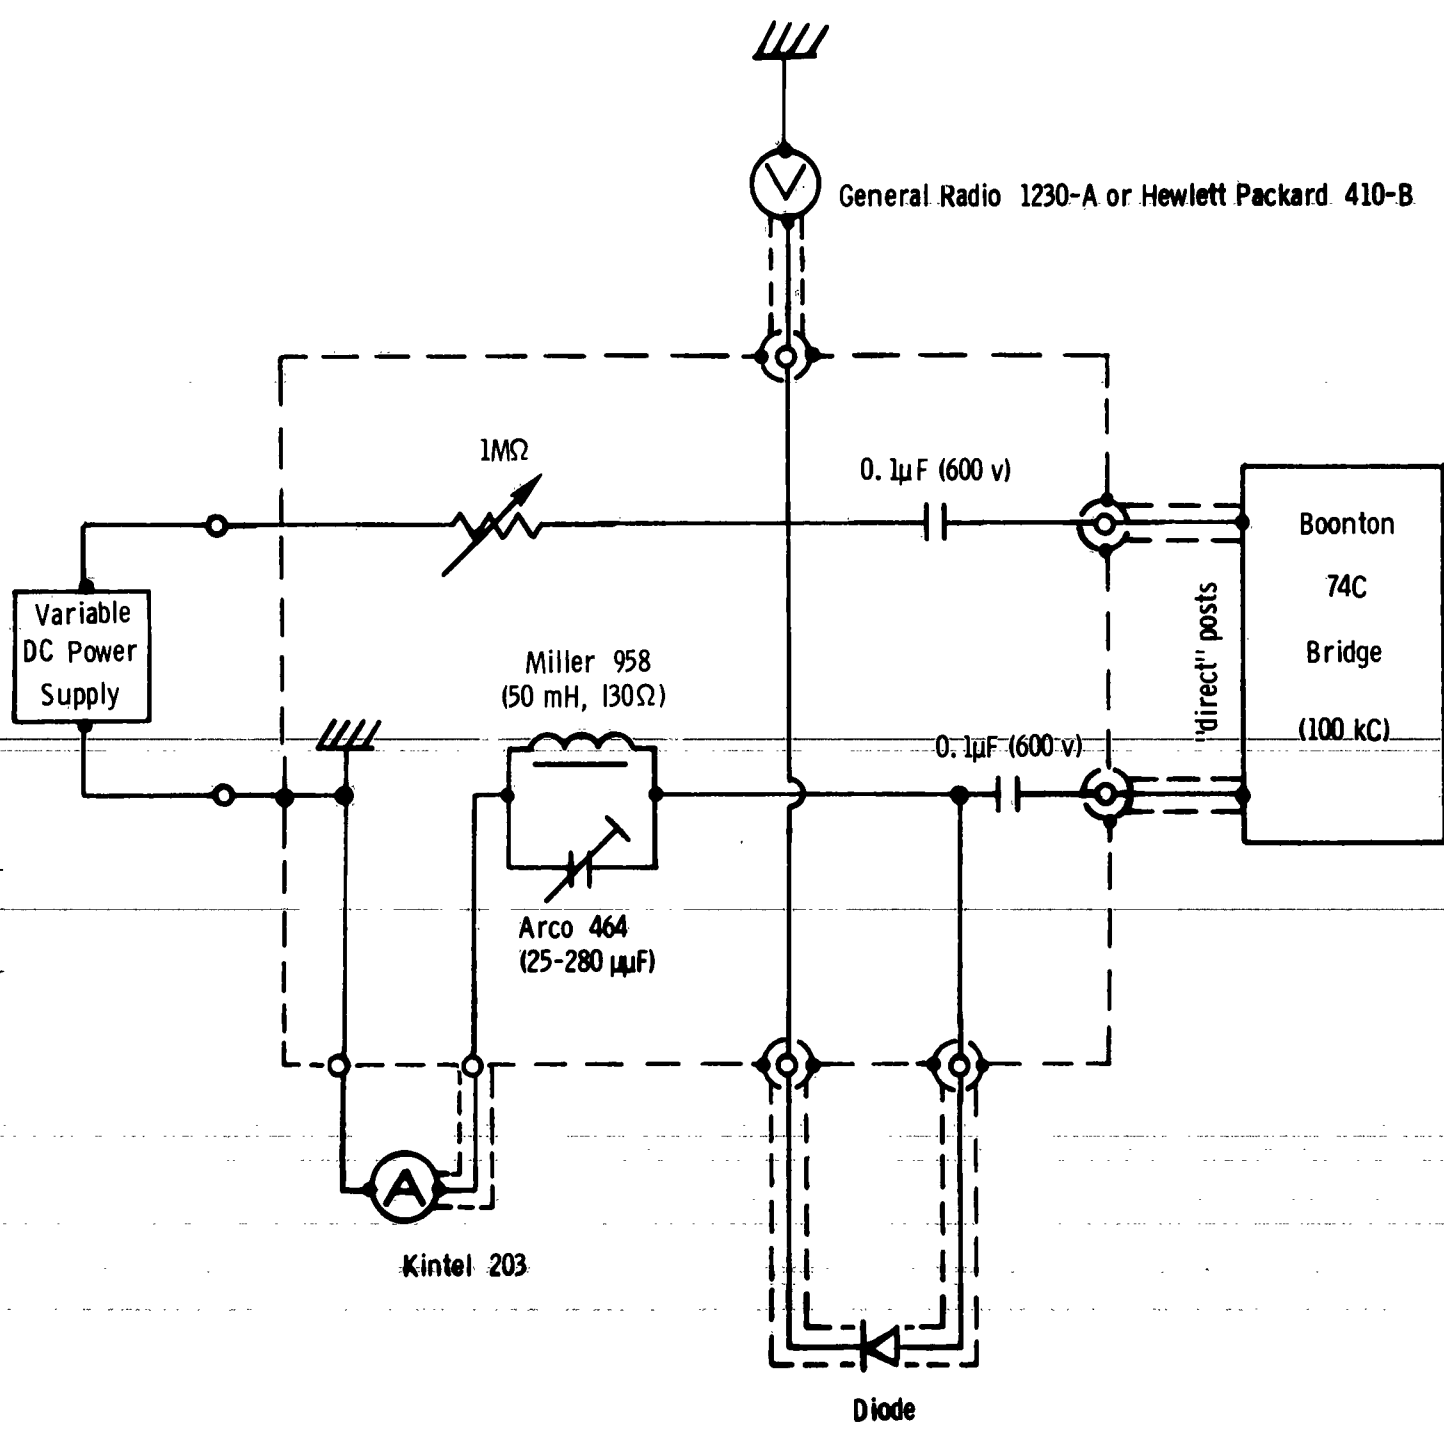 V
General Radio 1230-A or Hewlett Packard 410-B
1MΩ
0.1µF (600 v)
Boonton
74C
Bridge
(100 kC)
"direct" posts
Variable
DC Power
Supply
Miller 958
(50 mH, 130Ω)
0.1µF (600 v)
Arco 464
(25-280 µµF)
A
Kintel 203
Diode